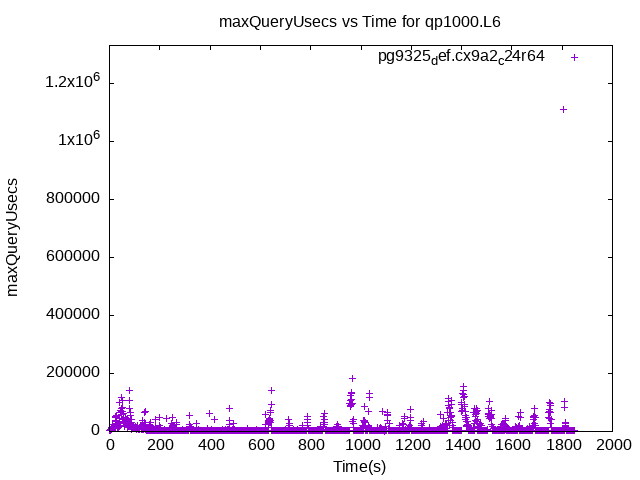 maxQueryUsecs vs Time for qp1000.L6
pg9325_def.cx9a2_c24r64
1.2x10^6
1x10^6
800000
600000
400000
200000
0
maxQueryUsecs
0 200 400 600 800 1000 1200 1400 1600 1800 2000
Time(s)